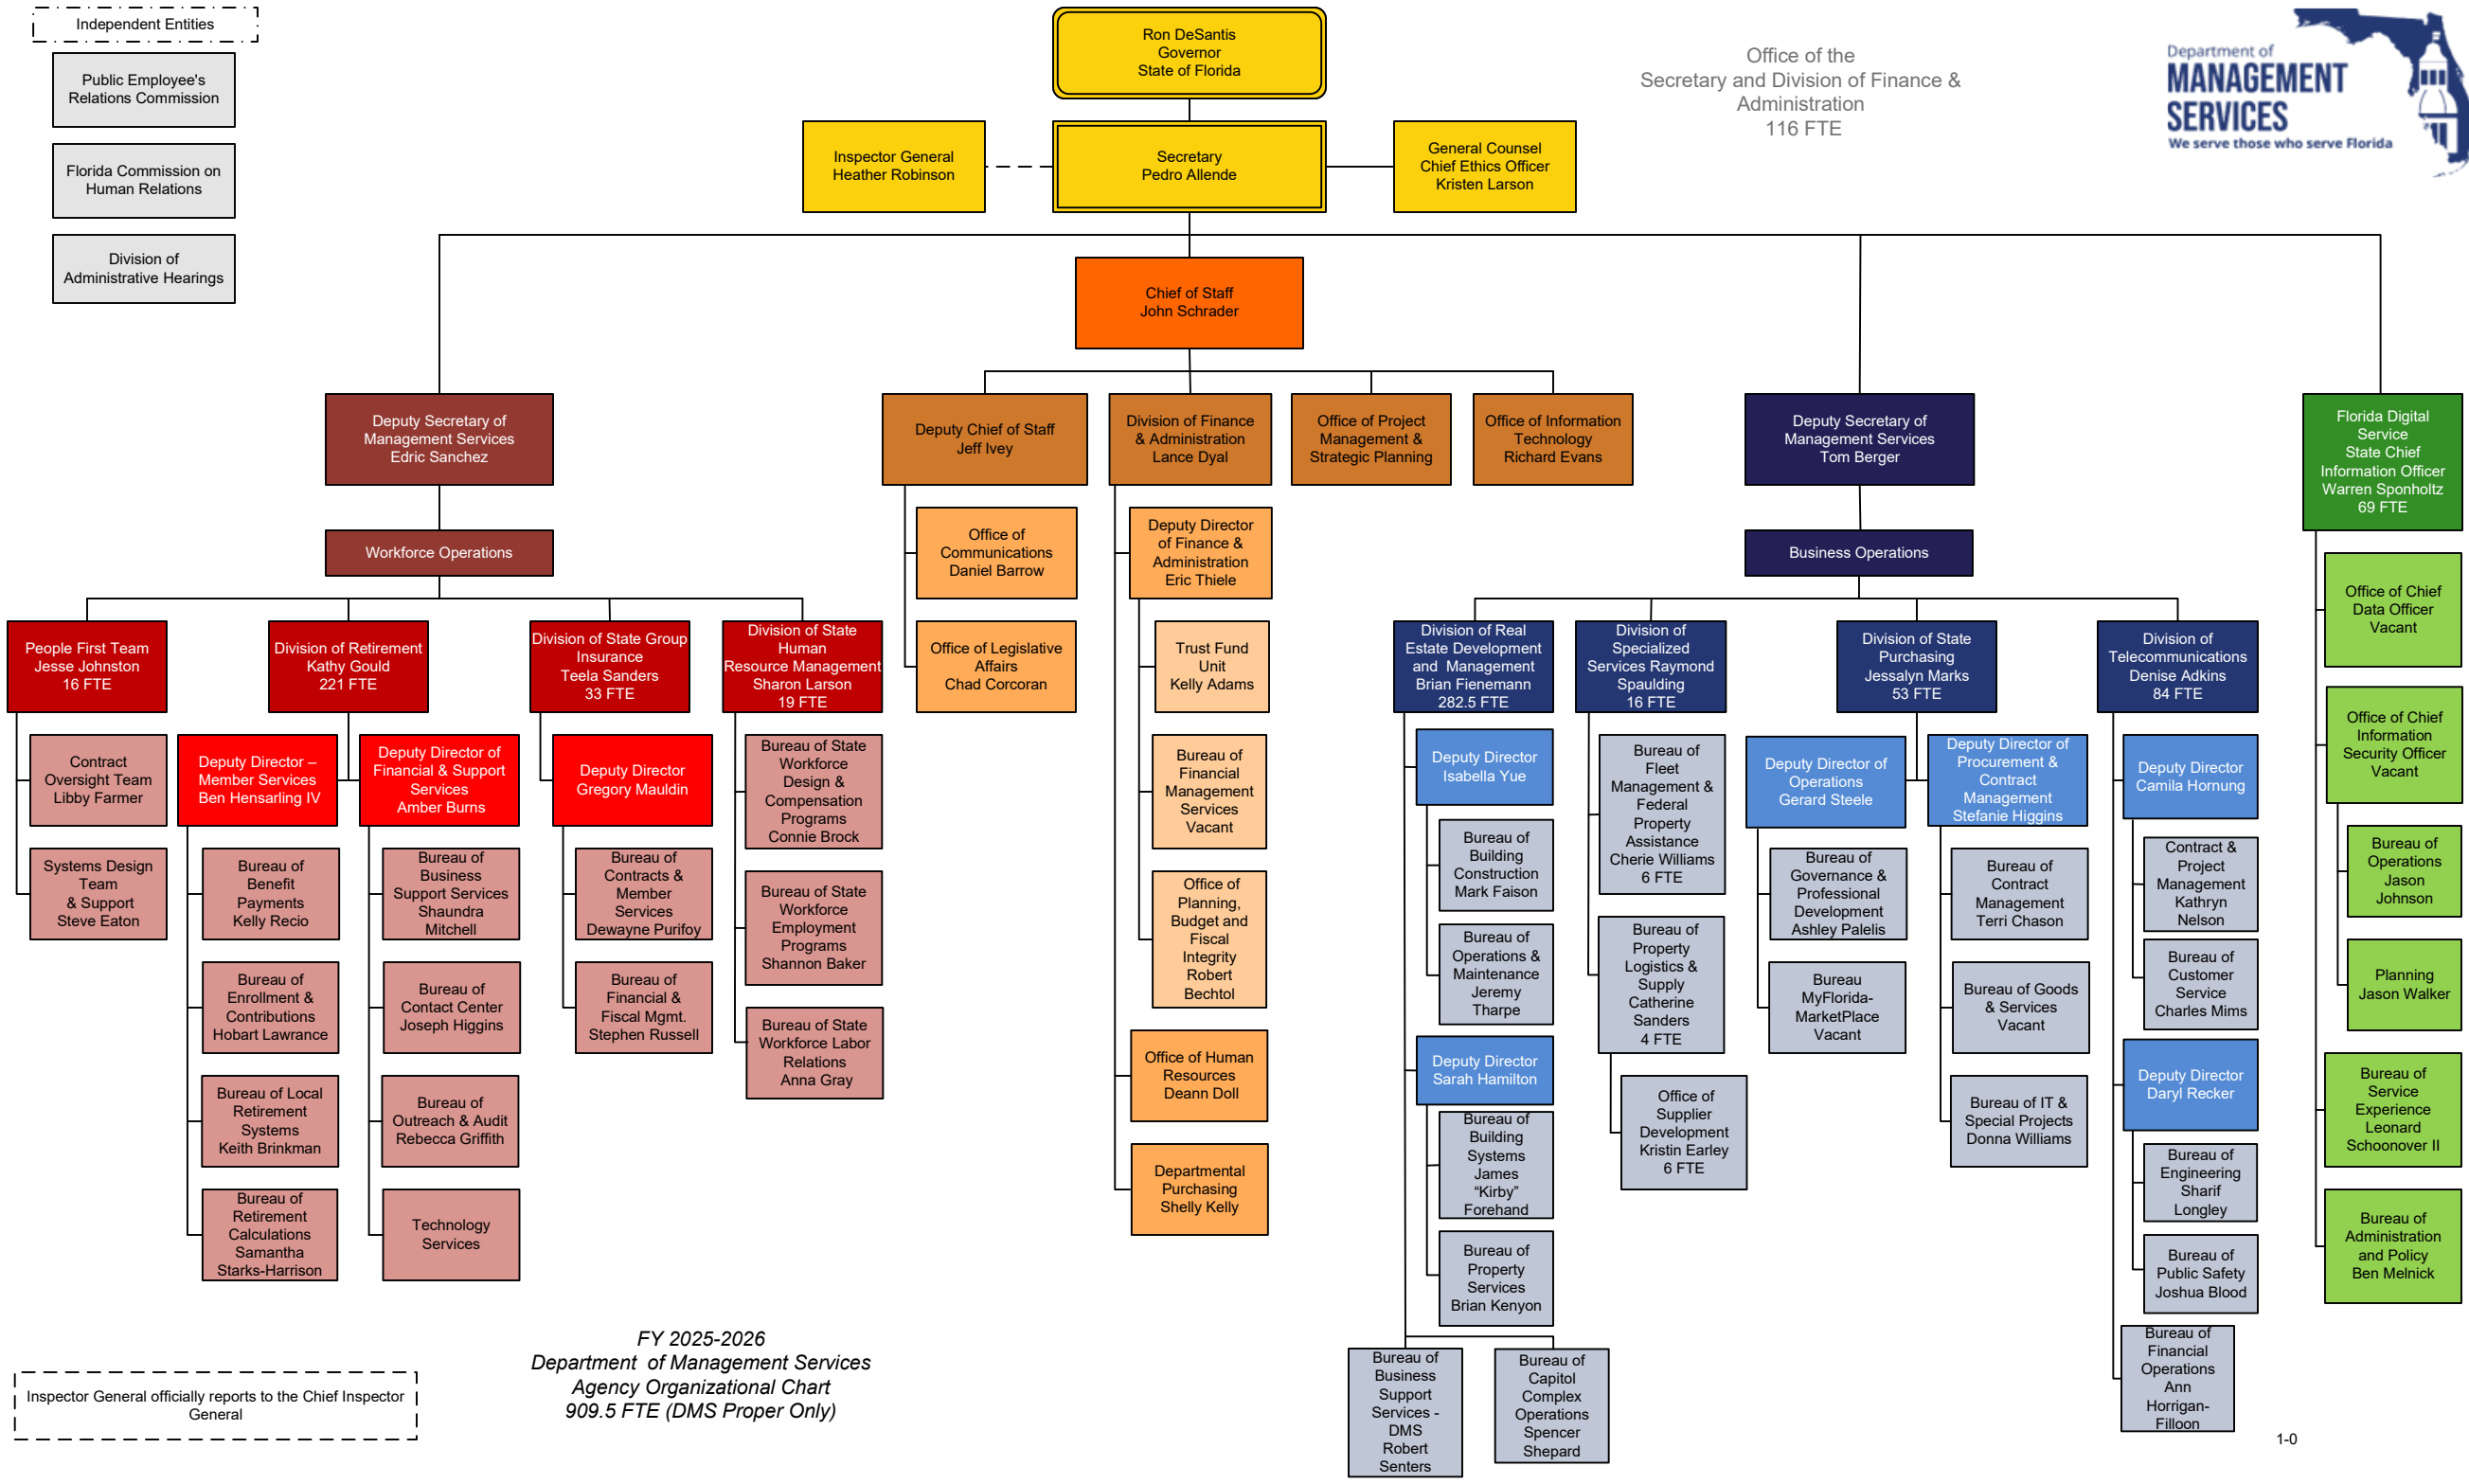 Independent Entities
Public Employee's
Relations Commission
Florida Commission on
Human Relations
Division of
Administrative Hearings
Ron DeSantis
Governor
State of Florida
Inspector General
Heather Robinson
Secretary
Pedro Allende
General Counsel
Chief Ethics Officer
Kristen Larson
Office of the
Secretary and Division of Finance &
Administration
116 FTE
Department of
MANAGEMENT
SERVICES
We serve those who serve Florida
Chief of Staff
John Schrader
Deputy Secretary of
Management Services
Edric Sanchez
Workforce Operations
People First Team
Jesse Johnston
16 FTE
Contract
Oversight Team
Libby Farmer
Systems Design
Team
& Support
Steve Eaton
Division of Retirement
Kathy Gould
221 FTE
Deputy Director –
Member Services
Ben Hensarling IV
Bureau of
Benefit
Payments
Kelly Recio
Bureau of
Enrollment &
Contributions
Hobart Lawrance
Bureau of Local
Retirement
Systems
Keith Brinkman
Bureau of
Retirement
Calculations
Samantha
Starks-Harrison
Deputy Director of
Financial & Support
Services
Amber Burns
Bureau of
Business
Support Services
Shaundra
Mitchell
Bureau of
Contact Center
Joseph Higgins
Bureau of
Outreach & Audit
Rebecca Griffith
Technology
Services
Division of State Group
Insurance
Teela Sanders
33 FTE
Deputy Director
Gregory Mauldin
Bureau of
Contracts &
Member
Services
Dewayne Purifoy
Bureau of
Financial &
Fiscal Mgmt.
Stephen Russell
Division of State
Human
Resource Management
Sharon Larson
19 FTE
Bureau of State
Workforce
Design &
Compensation
Programs
Connie Brock
Bureau of State
Workforce
Employment
Programs
Shannon Baker
Bureau of State
Workforce Labor
Relations
Anna Gray
Deputy Chief of Staff
Jeff Ivey
Office of
Communications
Daniel Barrow
Office of Legislative
Affairs
Chad Corcoran
Division of Finance
& Administration
Lance Dyal
Deputy Director
of Finance &
Administration
Eric Thiele
Trust Fund
Unit
Kelly Adams
Bureau of
Financial
Management
Services
Vacant
Office of
Planning,
Budget and
Fiscal
Integrity
Robert
Bechtol
Office of Human
Resources
Deann Doll
Departmental
Purchasing
Shelly Kelly
Office of Project
Management &
Strategic Planning
Office of Information
Technology
Richard Evans
Deputy Secretary of
Management Services
Tom Berger
Business Operations
Division of Real
Estate Development
and Management
Brian Fienemann
282.5 FTE
Deputy Director
Isabella Yue
Bureau of
Building
Construction
Mark Faison
Bureau of
Operations &
Maintenance
Jeremy
Tharpe
Deputy Director
Sarah Hamilton
Bureau of
Building
Systems
James
“Kirby”
Forehand
Bureau of
Property
Services
Brian Kenyon
Bureau of
Business
Support
Services -
DMS
Robert
Senters
Bureau of
Capitol
Complex
Operations
Spencer
Shepard
Division of
Specialized
Services Raymond
Spaulding
16 FTE
Bureau of
Fleet
Management &
Federal
Property
Assistance
Cherie Williams
6 FTE
Bureau of
Property
Logistics &
Supply
Catherine
Sanders
4 FTE
Office of
Supplier
Development
Kristin Earley
6 FTE
Division of State
Purchasing
Jessalyn Marks
53 FTE
Deputy Director of
Operations
Gerard Steele
Bureau of
Governance &
Professional
Development
Ashley Palelis
Bureau
MyFlorida-
MarketPlace
Vacant
Deputy Director of
Procurement &
Contract
Management
Stefanie Higgins
Bureau of
Contract
Management
Terri Chason
Bureau of Goods
& Services
Vacant
Bureau of IT &
Special Projects
Donna Williams
Division of
Telecommunications
Denise Adkins
84 FTE
Deputy Director
Camila Hornung
Contract &
Project
Management
Kathryn
Nelson
Bureau of
Customer
Service
Charles Mims
Deputy Director
Daryl Recker
Bureau of
Engineering
Sharif
Longley
Bureau of
Public Safety
Joshua Blood
Bureau of
Financial
Operations
Ann
Horrigan-
Filloon
Florida Digital
Service
State Chief
Information Officer
Warren Sponholtz
69 FTE
Office of Chief
Data Officer
Vacant
Office of Chief
Information
Security Officer
Vacant
Bureau of
Operations
Jason
Johnson
Planning
Jason Walker
Bureau of
Service
Experience
Leonard
Schoonover II
Bureau of
Administration
and Policy
Ben Melnick
Inspector General officially reports to the Chief Inspector
General
FY 2025-2026
Department of Management Services
Agency Organizational Chart
909.5 FTE (DMS Proper Only)
1-0